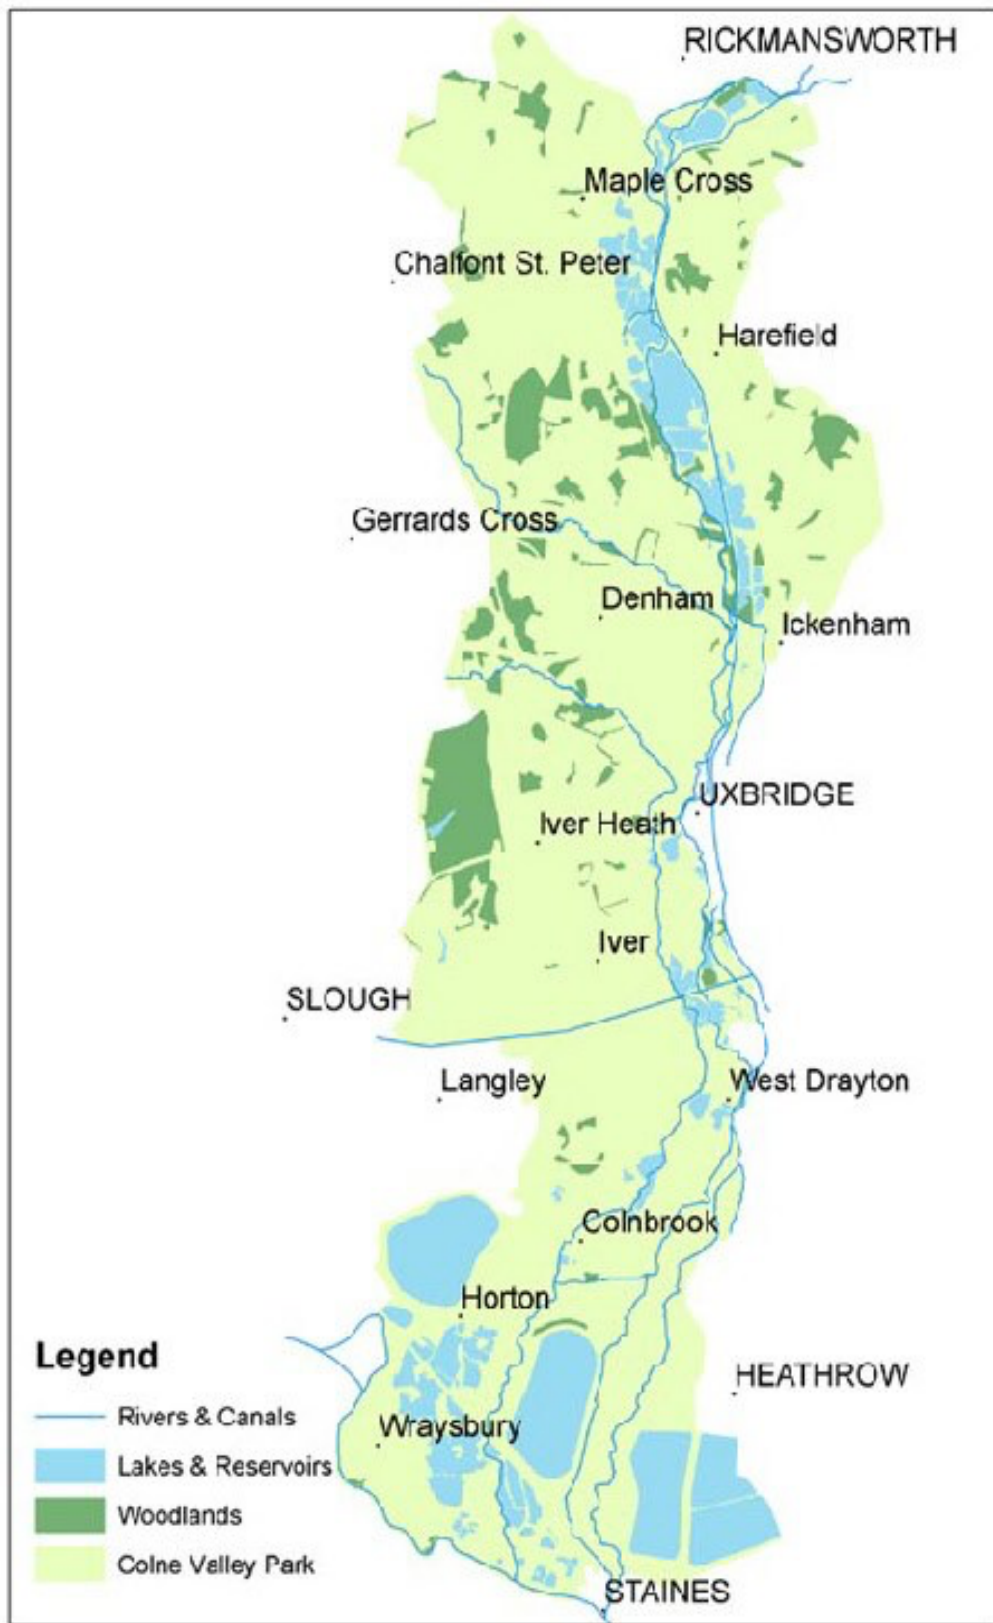 RICKMANSWORTH
Maple Cross
Chalfont St. Peter
Harefield
Gerrards Cross
Denham
Ickenham
UXBRIDGE
Iver Heath
Iver
SLOUGH
Langley
West Drayton
Colnbrook
Horton
HEATHROW
Wraysbury
STAINES
Legend
Rivers & Canals
Lakes & Reservoirs
Woodlands
Colne Valley Park